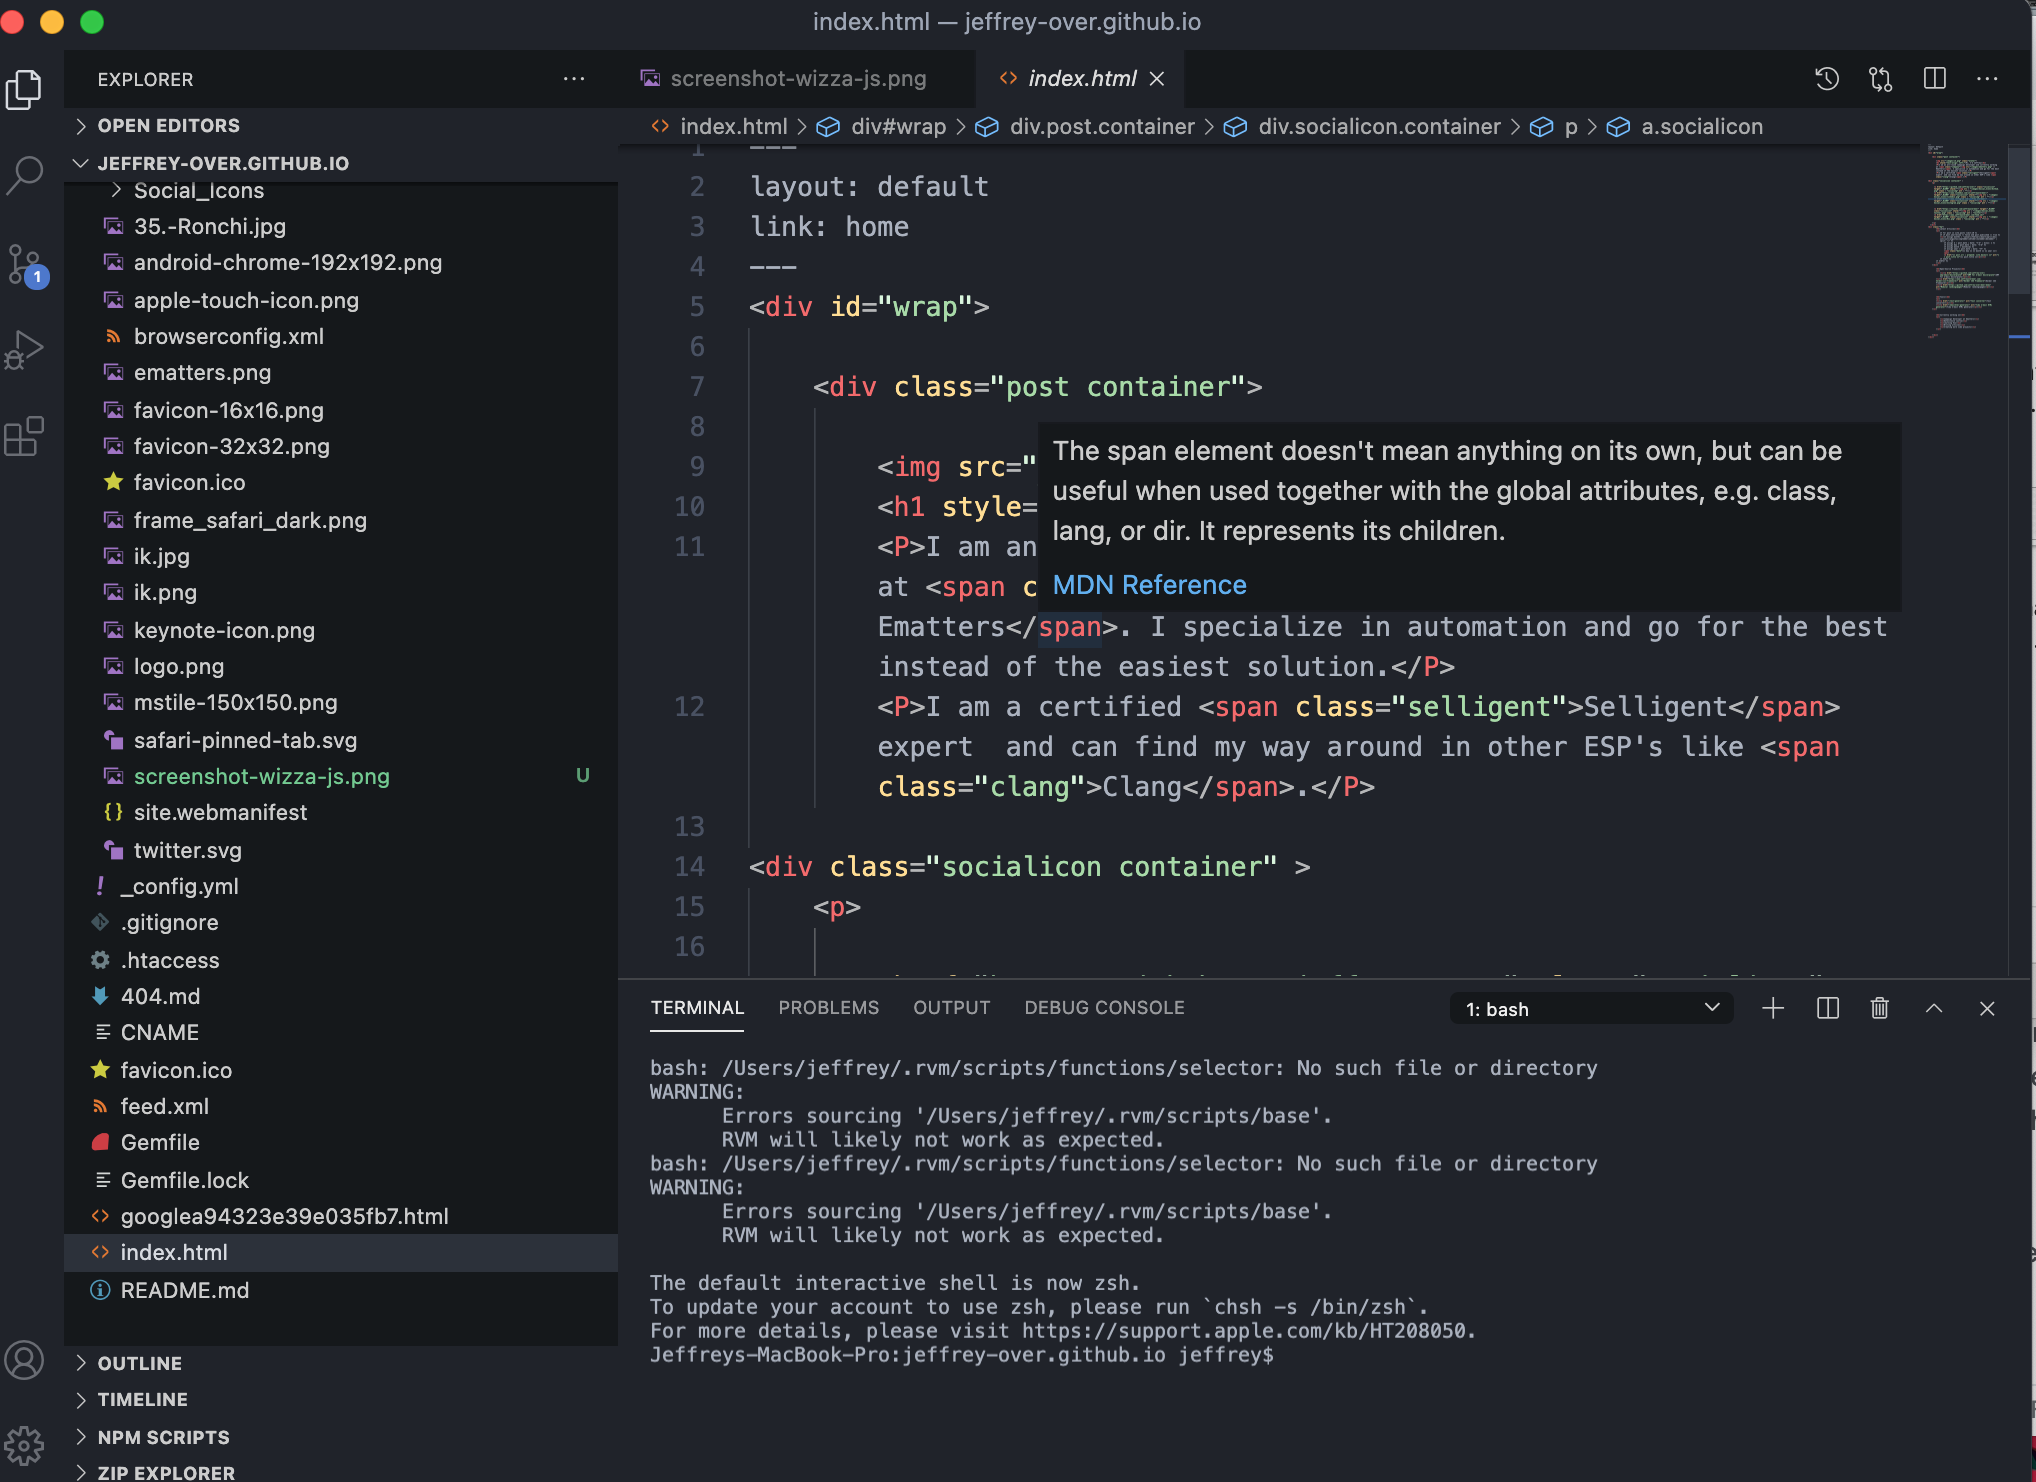 index.html — jeffrey-over.github.io
EXPLORER
OPEN EDITORS
JEFFREY-OVER.GITHUB.IO
Social_Icons
35.-Ronchi.jpg
android-chrome-192x192.png
apple-touch-icon.png
browserconfig.xml
ematters.png
favicon-16x16.png
favicon-32x32.png
favicon.ico
frame_safari_dark.png
ik.jpg
ik.png
keynote-icon.png
logo.png
mstile-150x150.png
safari-pinned-tab.svg
screenshot-wizza-js.png U
site.webmanifest
twitter.svg
_config.yml
.gitignore
.htaccess
404.md
CNAME
favicon.ico
feed.xml
Gemfile
Gemfile.lock
googlea94323e39e035fb7.html
index.html
README.md
OUTLINE
TIMELINE
NPM SCRIPTS
ZIP EXPLORER
1
screenshot-wizza-js.png
index.html
index.html > div#wrap > div.post.container > div.socialicon.container > p > a.socialicon
1 ---
2 layout: default
3 link: home
4 ---
5 <div id="wrap">
6
7 <div class="post container">
8
9 <img src="
10 <h1 style=
11 <P>I am an
at <span c
Ematters</span>. I specialize in automation and go for the best
instead of the easiest solution.</P>
12 <P>I am a certified <span class="selligent">Selligent</span>
expert  and can find my way around in other ESP's like <span
class="clang">Clang</span>.</P>
13
14 <div class="socialicon container" >
15 <p>
16
The span element doesn't mean anything on its own, but can be
useful when used together with the global attributes, e.g. class,
lang, or dir. It represents its children.
MDN Reference
TERMINAL PROBLEMS OUTPUT DEBUG CONSOLE
1: bash
bash: /Users/jeffrey/.rvm/scripts/functions/selector: No such file or directory
WARNING:
Errors sourcing '/Users/jeffrey/.rvm/scripts/base'.
RVM will likely not work as expected.
bash: /Users/jeffrey/.rvm/scripts/functions/selector: No such file or directory
WARNING:
Errors sourcing '/Users/jeffrey/.rvm/scripts/base'.
RVM will likely not work as expected.
The default interactive shell is now zsh.
To update your account to use zsh, please run `chsh -s /bin/zsh`.
For more details, please visit https://support.apple.com/kb/HT208050.
Jeffreys-MacBook-Pro:jeffrey-over.github.io jeffrey$